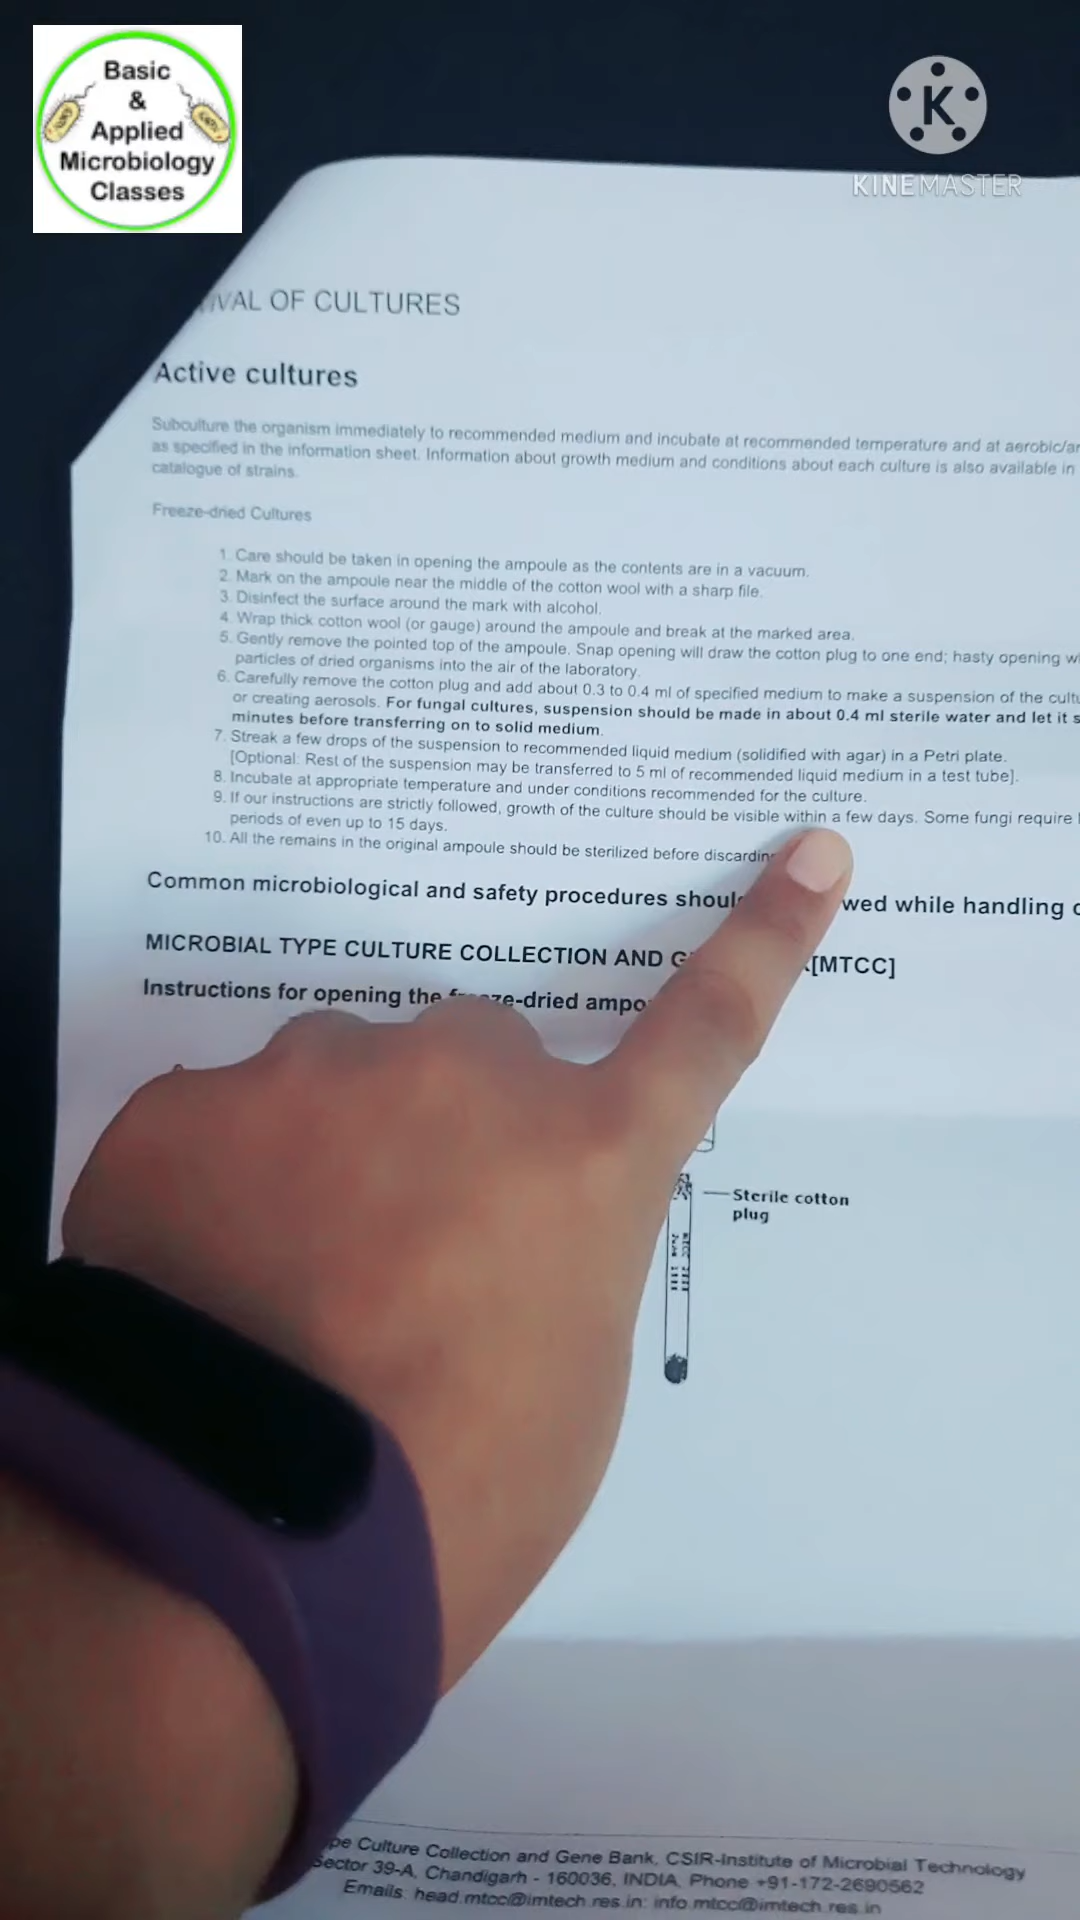 Basic
&
Applied
Microbiology
Classes
KINEMASTER
OF CULTURES
Active cultures
Subculture the organism immediately to recommended medium and incubate at recommended temperature and at aerobic/
as specified in the information sheet. Information about growth medium and conditions about each culture is also available in
catalogue of strains.
Freeze-dried Cultures
1. Care should be taken in opening the ampoule as the contents are in a vacuum.
2. Mark on the ampoule near the middle of the cotton wool with a sharp file.
3. Disinfect the surface around the mark with alcohol.
4. Wrap thick cotton wool (or gauge) around the ampoule and break at the marked area.
5. Gently remove the pointed top of the ampoule. Snap opening will draw the cotton plug to one end; hasty opening
particles of dried organisms into the air of the laboratory.
6. Carefully remove the cotton plug and add about 0.3 to 0.4 ml of specified medium to make a suspension of the
or creating aerosols. For fungal cultures, suspension should be made in about 0.4 ml sterile water and let it
minutes before transferring on to solid medium.
7. Streak a few drops of the suspension to recommended liquid medium (solidified with agar) in a Petri plate.
[Optional: Rest of the suspension may be transferred to 5 ml of recommended liquid medium in a test tube].
8. Incubate at appropriate temperature and under conditions recommended for the culture.
9. If our instructions are strictly followed, growth of the culture should be visible within a few days. Some fungi require
periods of even up to 15 days.
10. All the remains in the original ampoule should be sterilized before
Common microbiological and safety procedures while handling
MICROBIAL TYPE CULTURE COLLECTION AND [MTCC]
Instructions for opening the
Sterile cotton
plug
Culture Collection and Gene Bank, CSIR-Institute of Microbial Technology
Sector 39-A, Chandigarh - 160036, INDIA, Phone +91-172-2690562
Emails: head.mtcc@imtech.res.in; info.mtcc@imtech.res.in